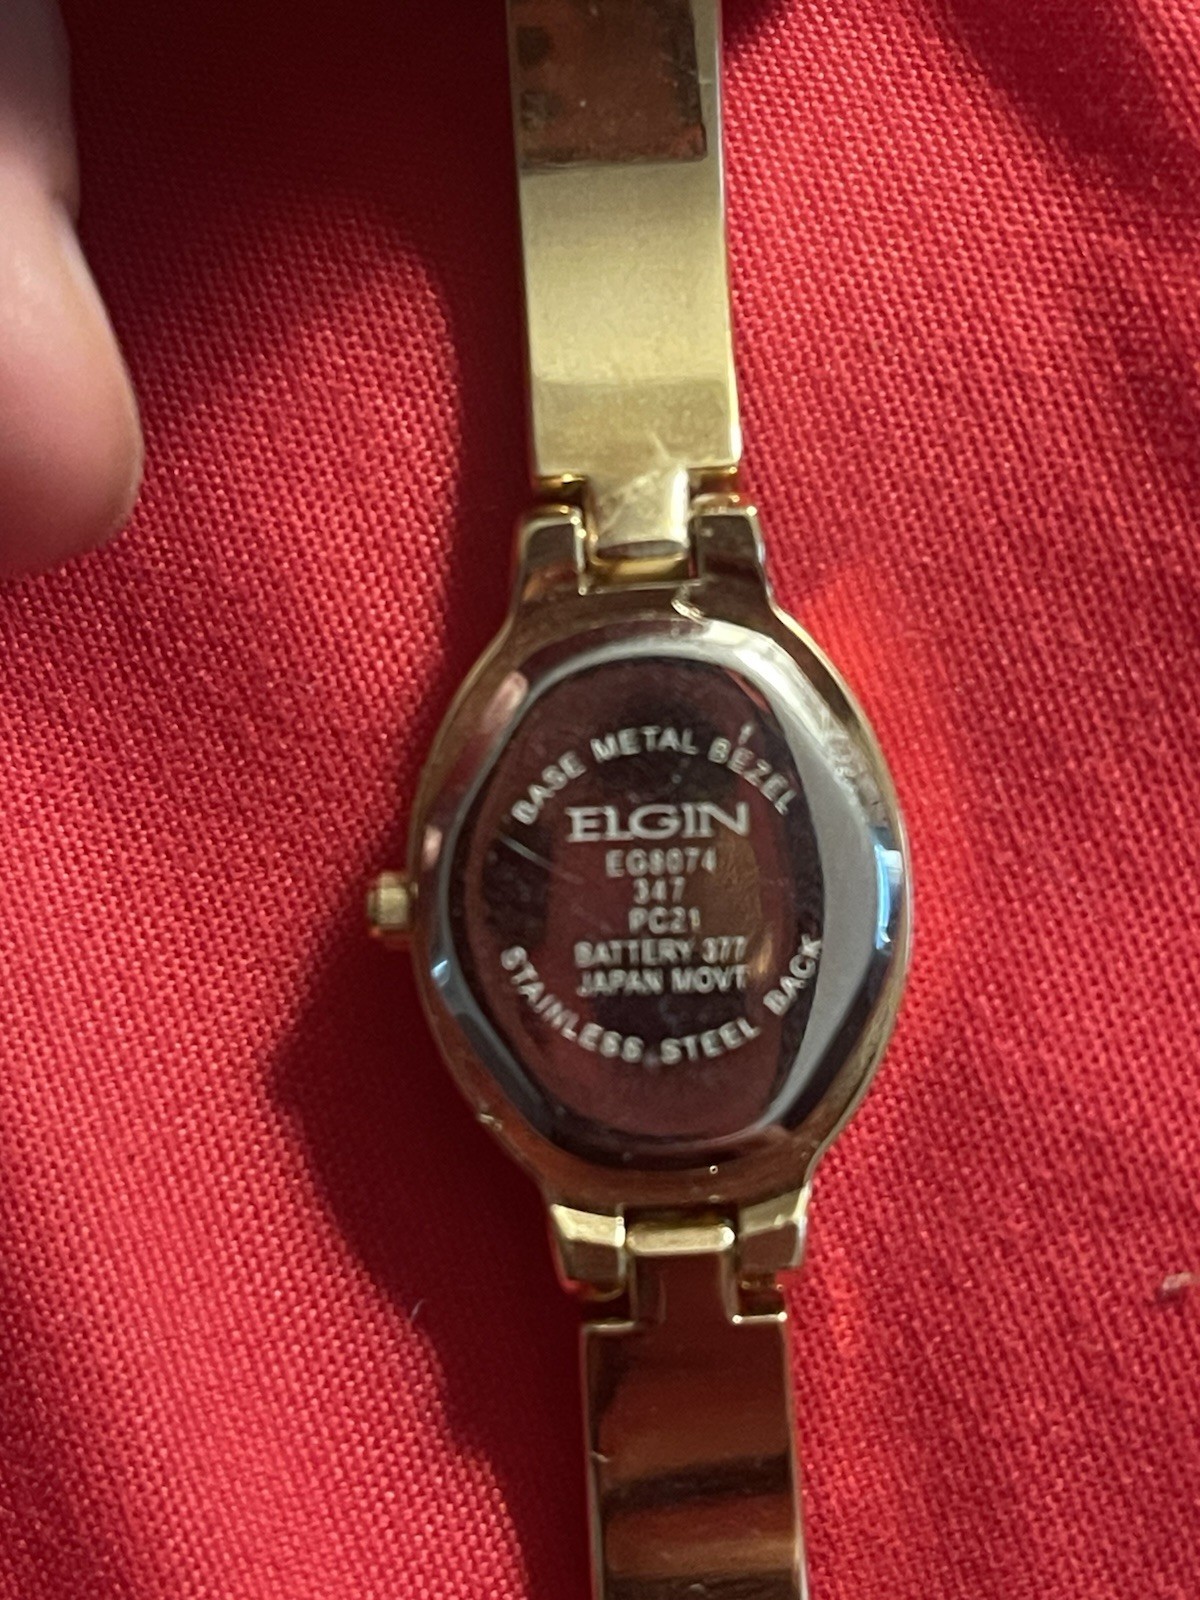 BASE METAL BEZEL
ELGIN
EG8074
347
PC21
BATTERY 377
JAPAN MOVT
STAINLESS STEEL BACK